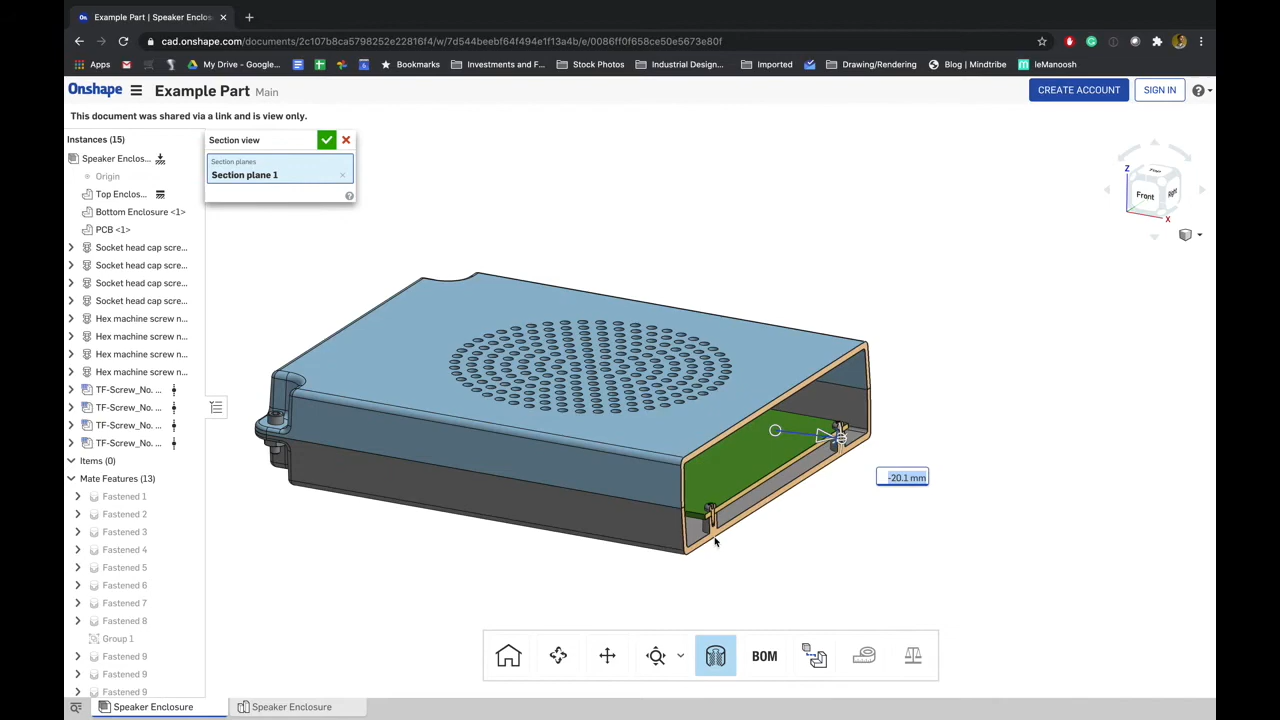 Example Part | Speaker Enclos
cad.onshape.com/documents/2c107b8ca5798252e22816f4/w/7d544beebf64f494e1f13a4b/e/0086ff0f658ce50e5673e80f
Apps
My Drive - Google...
Bookmarks
Investments and F...
Stock Photos
Industrial Design...
Imported
Drawing/Rendering
Blog | Mindtribe
leManoosh
Onshape
Example Part Main
CREATE ACCOUNT
SIGN IN
This document was shared via a link and is view only.
Instances (15)
Speaker Enclos...
Origin
Top Enclos...
Bottom Enclosure <1>
PCB <1>
Socket head cap scre...
Socket head cap scre...
Socket head cap scre...
Socket head cap scre...
Hex machine screw n...
Hex machine screw n...
Hex machine screw n...
Hex machine screw n...
TF-Screw_No. ...
TF-Screw_No. ...
TF-Screw_No. ...
TF-Screw_No. ...
Items (0)
Mate Features (13)
Fastened 1
Fastened 2
Fastened 3
Fastened 4
Fastened 5
Fastened 6
Fastened 7
Fastened 8
Group 1
Fastened 9
Fastened 9
Fastened 9
Section view
Section planes
Section plane 1
Z
Top
Front
Right
X
-20.1 mm
BOM
Speaker Enclosure
Speaker Enclosure